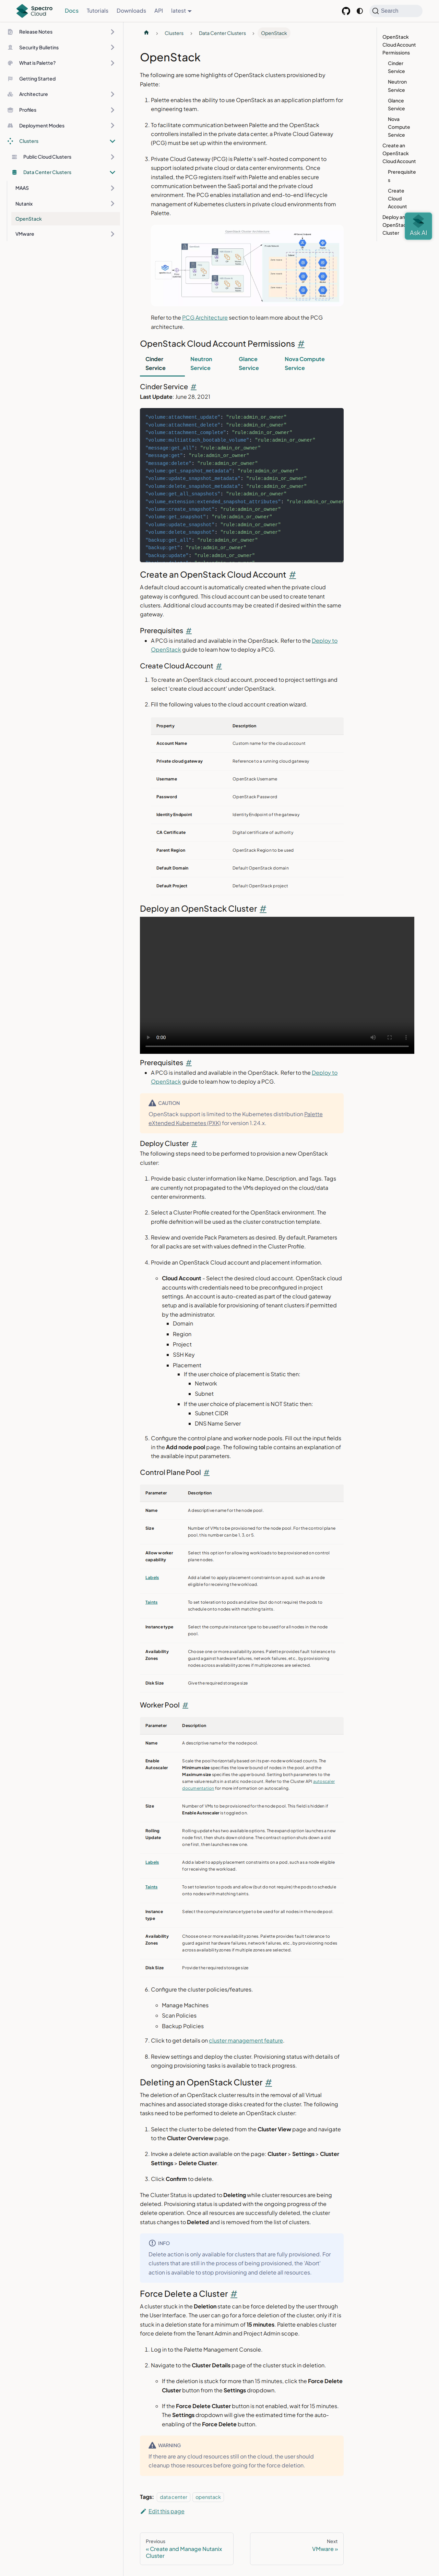 Spectro Cloud
Docs
Tutorials
Downloads
API
latest
Search
Release Notes
Security Bulletins
What is Palette?
Getting Started
Architecture
Profiles
Deployment Modes
Clusters
Public Cloud Clusters
Data Center Clusters
MAAS
Nutanix
OpenStack
VMware
Clusters
Data Center Clusters
OpenStack
OpenStack
The following are some highlights of OpenStack clusters provisioned by
Palette:
1. Palette enables the ability to use OpenStack as an application platform for
engineering team.
2. To facilitate communication between Palette and the OpenStack
controllers installed in the private data center, a Private Cloud Gateway
(PCG) must be set up within the environment.
3. Private Cloud Gateway (PCG) is Palette's self-hosted component
to support isolated private cloud or data center environments. Once
installed, the PCG registers itself with Palette and enables secure
communication between the SaaS portal and the private cloud
environment. The PCG enables installation and end-to-end lifecycle
management of Kubernetes clusters in private cloud environments from
Palette.
Refer to the PCG Architecture section to learn more about the PCG
architecture.
OpenStack Cloud Account Permissions #
Cinder Service
Neutron Service
Glance Service
Nova Compute Service
Cinder Service #
Last Update: June 28, 2021
"volume:attachment_update": "rule:admin_or_owner"
"volume:attachment_delete": "rule:admin_or_owner"
"volume:attachment_complete": "rule:admin_or_owner"
"volume:multiattach_bootable_volume": "rule:admin_or_owner"
"message:get_all": "rule:admin_or_owner"
"message:get": "rule:admin_or_owner"
"message:delete": "rule:admin_or_owner"
"volume:get_snapshot_metadata": "rule:admin_or_owner"
"volume:update_snapshot_metadata": "rule:admin_or_owner"
"volume:delete_snapshot_metadata": "rule:admin_or_owner"
"volume:get_all_snapshots": "rule:admin_or_owner"
"volume_extension:extended_snapshot_attributes": "rule:admin_or_owner"
"volume:create_snapshot": "rule:admin_or_owner"
"volume:get_snapshot": "rule:admin_or_owner"
"volume:update_snapshot": "rule:admin_or_owner"
"volume:delete_snapshot": "rule:admin_or_owner"
"backup:get_all": "rule:admin_or_owner"
"backup:get": "rule:admin_or_owner"
"backup:update": "rule:admin_or_owner"
Create an OpenStack Cloud Account #
A default cloud account is automatically created when the private cloud
gateway is configured. This cloud account can be used to create tenant
clusters. Additional cloud accounts may be created if desired within the same
gateway.
Prerequisites #
A PCG is installed and available in the OpenStack. Refer to the Deploy to
OpenStack guide to learn how to deploy a PCG.
Create Cloud Account #
1. To create an OpenStack cloud account, proceed to project settings and
select 'create cloud account' under OpenStack.
2. Fill the following values to the cloud account creation wizard.
Property Description
Account Name Custom name for the cloud account
Private cloud gateway Reference to a running cloud gateway
Username OpenStack Username
Password OpenStack Password
Identity Endpoint Identity Endpoint of the gateway
CA Certificate Digital certificate of authority
Parent Region OpenStack Region to be used
Default Domain OpenStack domain
Default Project OpenStack project
Deploy an OpenStack Cluster #
0:00
Prerequisites #
A PCG is installed and available in the OpenStack. Refer to the Deploy to
OpenStack guide to learn how to deploy a PCG.
CAUTION
OpenStack support is limited to the Kubernetes distribution Palette
eXtended Kubernetes (PXK) for version 1.24.x.
Deploy Cluster #
The following steps need to be performed to provision a new OpenStack
cluster:
1. Provide basic cluster information like Name, Description, and Tags. Tags
are currently not propagated to the VMs deployed on the cloud/data
center environments.
2. Select a Cluster Profile created for the OpenStack environment. The
profile definition will be used as the cluster construction template.
3. Review and override Pack Parameters as desired. By default, Parameters
for all packs are set with values defined in the Cluster Profile.
4. Provide an OpenStack Cloud account and placement information.
Cloud Account - Select the desired cloud account. OpenStack cloud
accounts with credentials need to be preconfigured in project
settings. An account is auto-created as part of the cloud gateway
setup and is available for provisioning of tenant clusters if permitted
by the administrator.
Domain
Region
Project
SSH Key
Placement
If the user choice of placement is Static then:
Network
Subnet
If the user choice of placement is NOT Static then:
Subnet CIDR
DNS Name Server
5. Configure the control plane and worker node pools. Fill out the input fields
in the Add node pool page. The following table contains an explanation of
the available input parameters.
Control Plane Pool #
Parameter Description
Name A descriptive name for the node pool.
Size Number of VMs to be provisioned for the node pool. For the control plane
pool, this number can be 1, 3, or 5.
Allow worker capability Select this option for allowing workloads to be provisioned on control
plane nodes.
Labels Add a label to apply placement constraints on a pod, such as a node
eligible for receiving the workload.
Taints To set toleration to pods and allow (but do not require) the pods to
schedule onto nodes with matching taints.
Instance type Select the compute instance type to be used for all nodes in the node
pool.
Availability Zones Choose one or more availability zones. Palette provides fault tolerance to
guard against hardware failures, network failures, etc., by provisioning
nodes across availability zones if multiple zones are selected.
Disk Size Give the required storage size
Worker Pool #
Parameter Description
Name A descriptive name for the node pool.
Enable Autoscaler Scale the pool horizontally based on its per-node workload counts. The
Minimum size specifies the lower bound of nodes in the pool, and the
Maximum size specifies the upper bound. Setting both parameters to the
same value results in a static node count. Refer to the Cluster API autoscaler
documentation for more information on autoscaling.
Size Number of VMs to be provisioned for the node pool. This field is hidden if
Enable Autoscaler is toggled on.
Rolling Update Rolling update has two available options. The expand option launches a new
node first, then shuts down old one. The contract option shuts down a old
one first, then launches new one.
Labels Add a label to apply placement constraints on a pod, such as a node eligible
for receiving the workload.
Taints To set toleration to pods and allow (but do not require) the pods to schedule
onto nodes with matching taints.
Instance type Select the compute instance type to be used for all nodes in the node pool.
Availability Zones Choose one or more availability zones. Palette provides fault tolerance to
guard against hardware failures, network failures, etc., by provisioning nodes
across availability zones if multiple zones are selected.
Disk Size Provide the required storage size
6. Configure the cluster policies/features.
Manage Machines
Scan Policies
Backup Policies
7. Click to get details on cluster management feature.
8. Review settings and deploy the cluster. Provisioning status with details of
ongoing provisioning tasks is available to track progress.
Deleting an OpenStack Cluster #
The deletion of an OpenStack cluster results in the removal of all Virtual
machines and associated storage disks created for the cluster. The following
tasks need to be performed to delete an OpenStack cluster:
1. Select the cluster to be deleted from the Cluster View page and navigate
to the Cluster Overview page.
2. Invoke a delete action available on the page: Cluster > Settings > Cluster
Settings > Delete Cluster.
3. Click Confirm to delete.
The Cluster Status is updated to Deleting while cluster resources are being
deleted. Provisioning status is updated with the ongoing progress of the
delete operation. Once all resources are successfully deleted, the cluster
status changes to Deleted and is removed from the list of clusters.
INFO
Delete action is only available for clusters that are fully provisioned. For
clusters that are still in the process of being provisioned, the 'Abort'
action is available to stop provisioning and delete all resources.
Force Delete a Cluster #
A cluster stuck in the Deletion state can be force deleted by the user through
the User Interface. The user can go for a force deletion of the cluster, only if it is
stuck in a deletion state for a minimum of 15 minutes. Palette enables cluster
force delete from the Tenant Admin and Project Admin scope.
1. Log in to the Palette Management Console.
2. Navigate to the Cluster Details page of the cluster stuck in deletion.
If the deletion is stuck for more than 15 minutes, click the Force Delete
Cluster button from the Settings dropdown.
If the Force Delete Cluster button is not enabled, wait for 15 minutes.
The Settings dropdown will give the estimated time for the auto-
enabling of the Force Delete button.
WARNING
If there are any cloud resources still on the cloud, the user should
cleanup those resources before going for the force deletion.
Tags: data center openstack
Edit this page
Previous
« Create and Manage Nutanix
Cluster
Next
VMware »
OpenStack
Cloud Account
Permissions
Cinder
Service
Neutron
Service
Glance
Service
Nova
Compute
Service
Create an
OpenStack
Cloud Account
Prerequisite
s
Create
Cloud
Account
Deploy an
OpenStack
Cluster
Ask AI